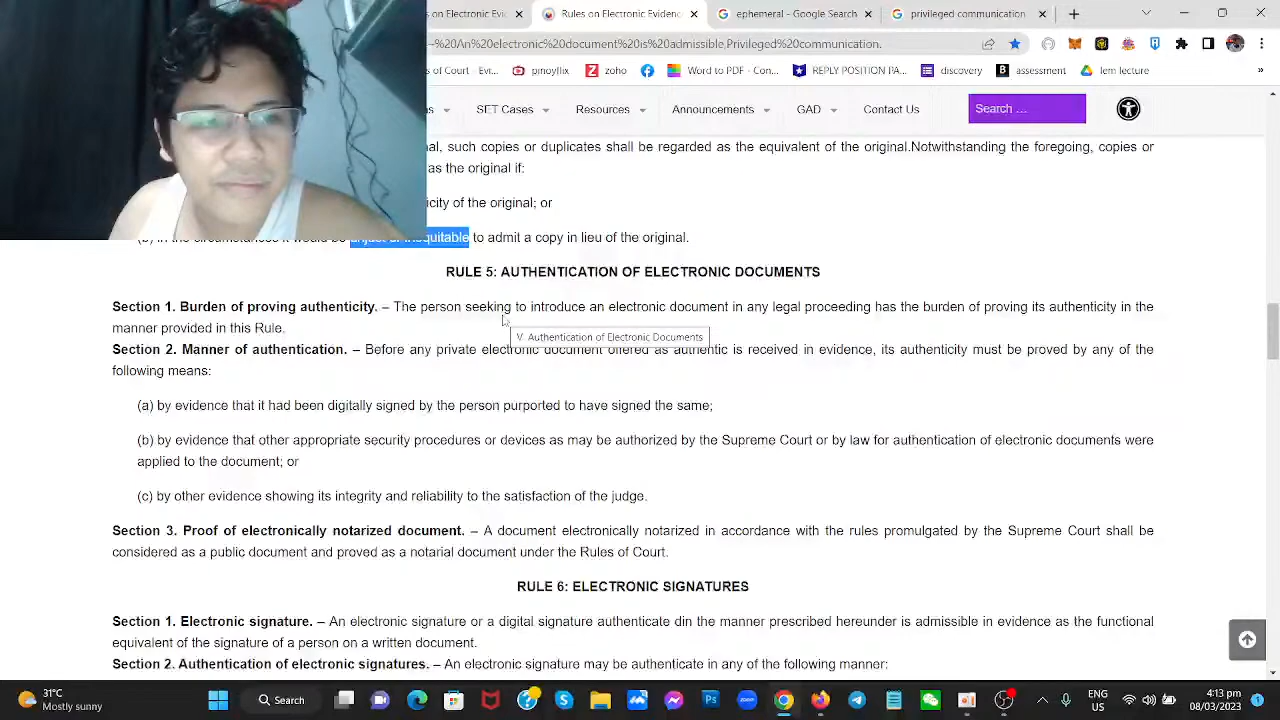 on Electronic Evi
Rules on Electronic Evidenc
ephemeral - Google Search
privileged communication
%20An%20electronic%20document%20is%20admissible,Privileged%20communication.
s of Court Evr...
pinoyflix
zoho
Word to PDF - Con...
REPLY POSITION PA...
discovery
assessment
lem lecture
»
SET Cases
Resources
Announcements
GAD
Contact Us
Search ...
al, such copies or duplicates shall be regarded as the equivalent of the original.Notwithstanding the foregoing, copies or
as the original if:
icity of the original; or
to admit a copy in lieu of the original.
RULE 5: AUTHENTICATION OF ELECTRONIC DOCUMENTS
Section 1. Burden of proving authenticity. – The person seeking to introduce an electronic document in any legal proceeding has the burden of proving its authenticity in the
manner provided in this Rule.
V. Authentication of Electronic Documents
Section 2. Manner of authentication. – Before any private electronic document offered as authentic is received in evidence, its authenticity must be proved by any of the
following means:
(a) by evidence that it had been digitally signed by the person purported to have signed the same;
(b) by evidence that other appropriate security procedures or devices as may be authorized by the Supreme Court or by law for authentication of electronic documents were
applied to the document; or
(c) by other evidence showing its integrity and reliability to the satisfaction of the judge.
Section 3. Proof of electronically notarized document. – A document electronically notarized in accordance with the rules promulgated by the Supreme Court shall be
considered as a public document and proved as a notarial document under the Rules of Court.
RULE 6: ELECTRONIC SIGNATURES
Section 1. Electronic signature. – An electronic signature or a digital signature authenticate din the manner prescribed hereunder is admissible in evidence as the functional
equivalent of the signature of a person on a written document.
Section 2. Authentication of electronic signatures. – An electronic signature may be authenticate in any of the following manner:
31°C
Mostly sunny
Search
ENG
US
4:13 pm
08/03/2023